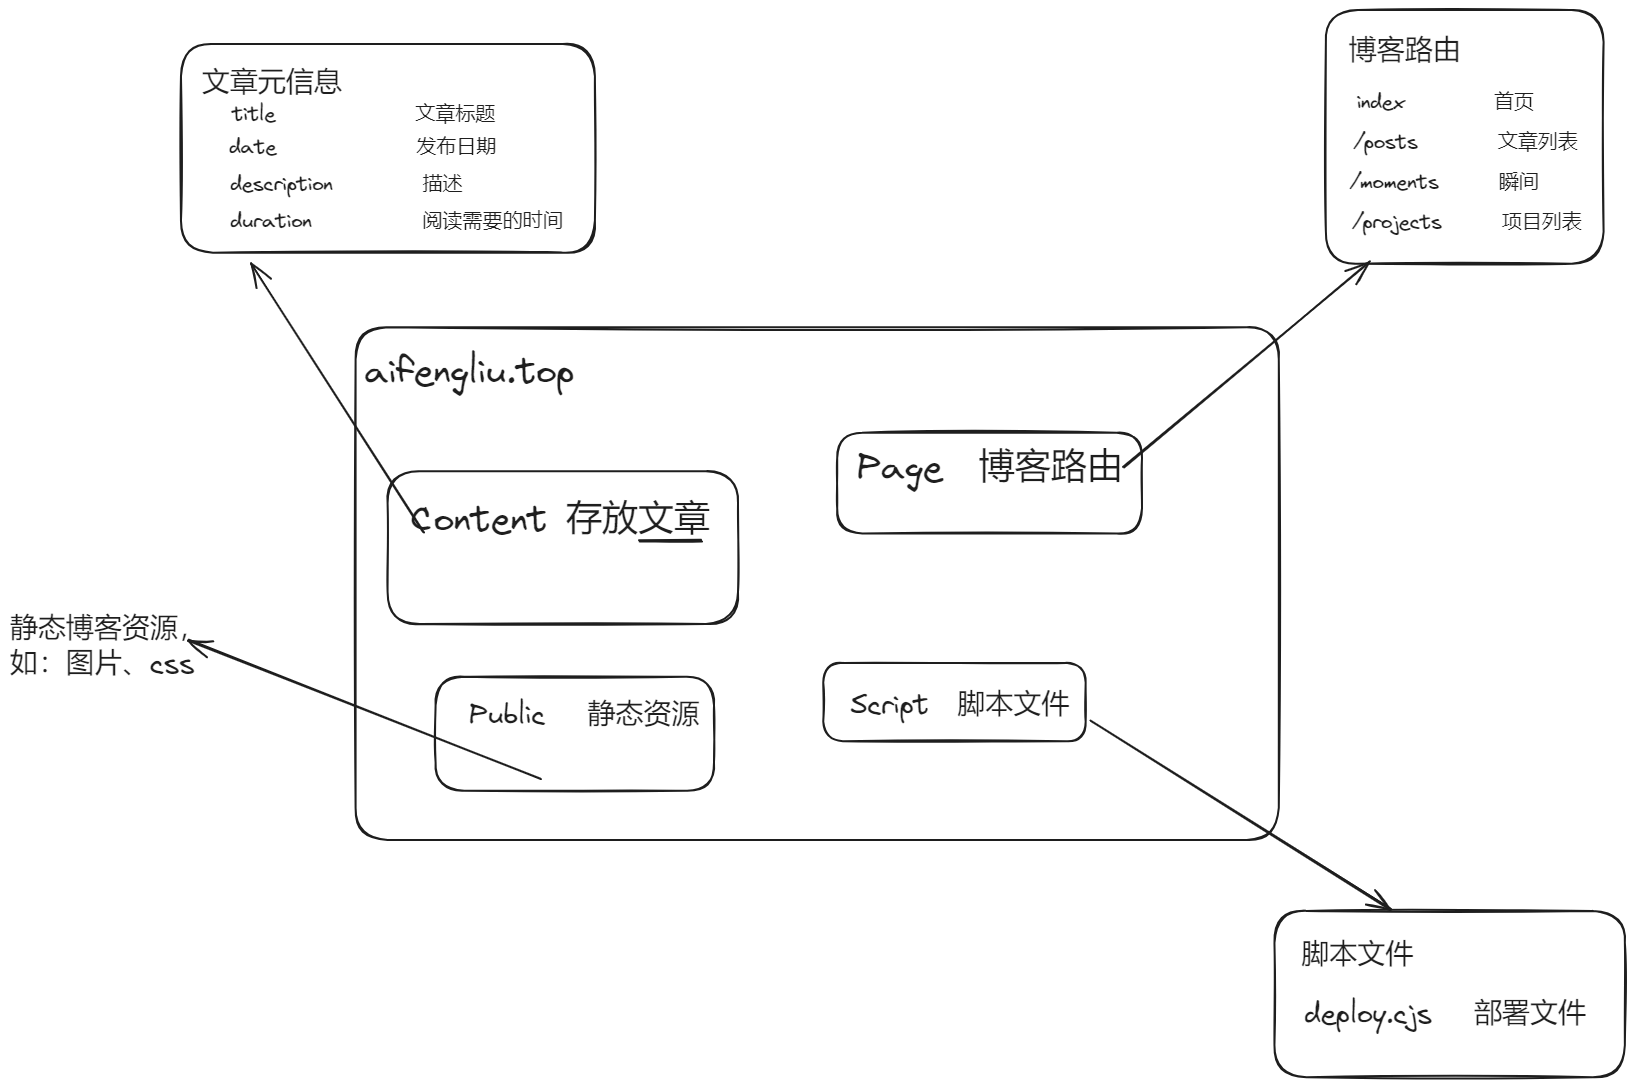 文章元信息
title 文章标题
date 发布日期
description 描述
duration 阅读需要的时间
博客路由
index 首页
/posts 文章列表
/moments 瞬间
/projects 项目列表
aifengliu.top
Content 存放文章
Page 博客路由
静态博客资源,
如：图片、css
Public 静态资源
Script 脚本文件
脚本文件
deploy.cjs 部署文件